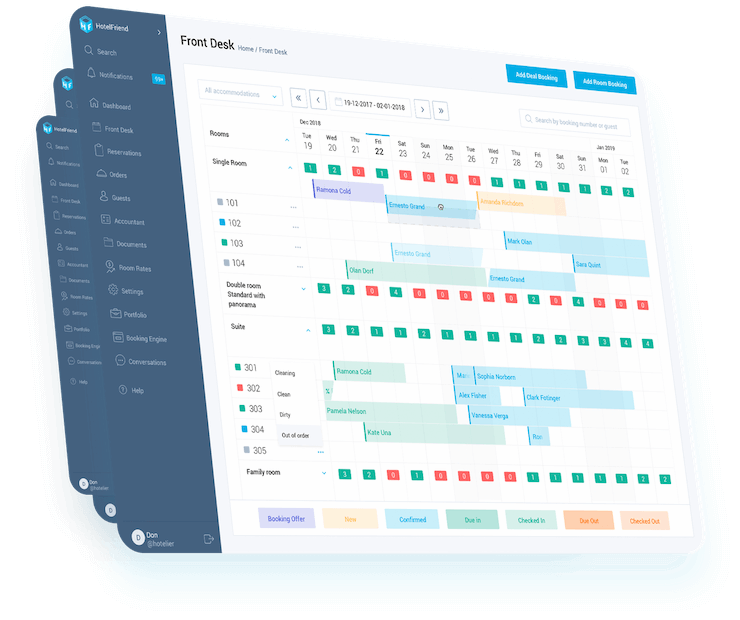 HotelFriend
Search
Notifications
59+
Dashboard
Front Desk
Reservations
Orders
Guests
Accountant
Documents
Room Rates
Settings
Portfolio
Booking Engine
Conversations
Help
D
Don
@hotelier
Front Desk Home / Front Desk
Add Deal Booking
Add Room Booking
All accommodations
19-12-2017 - 02-01-2018
Search by booking number or guest
Dec 2018
Jan 2019
Rooms
Tue Wed Thu Fri Sat Sun Mon Tue Wed Thu Fri Sat Sun Mon Tue
19 20 21 22 23 24 25 26 27 28 29 30 31 01 02
Single Room
1 2 0 1 0 0 0 0 1 1 1 1 1 2 2
Ramona Cold
Ernesto Grand
101
102
Mark Olan
103
Ernesto Grand
Sara Quint
104
Olan Dorf
Ernesto Grand
Double room
Standard with
panorama
3 2 0 4 0 0 0 0 0 2 0 4 0 0 0
Suite
3 2 1 1 2 1 1 1 1 2 2 3 3 4 4
301
Cleaning
Ramona Cold
Sophia Norborn
302
Clean
Alex Fisher
Clark Folinger
303
Dirty
Pamela Nelson
Vanessa Verga
304
Out of order
Kate Una
Ron
305
Family room
3 2 0 1 0 0 0 0 1 1 1 1 1 2 2
Booking Offer
New
Confirmed
Due in
Checked In
Due Out
Checked Out